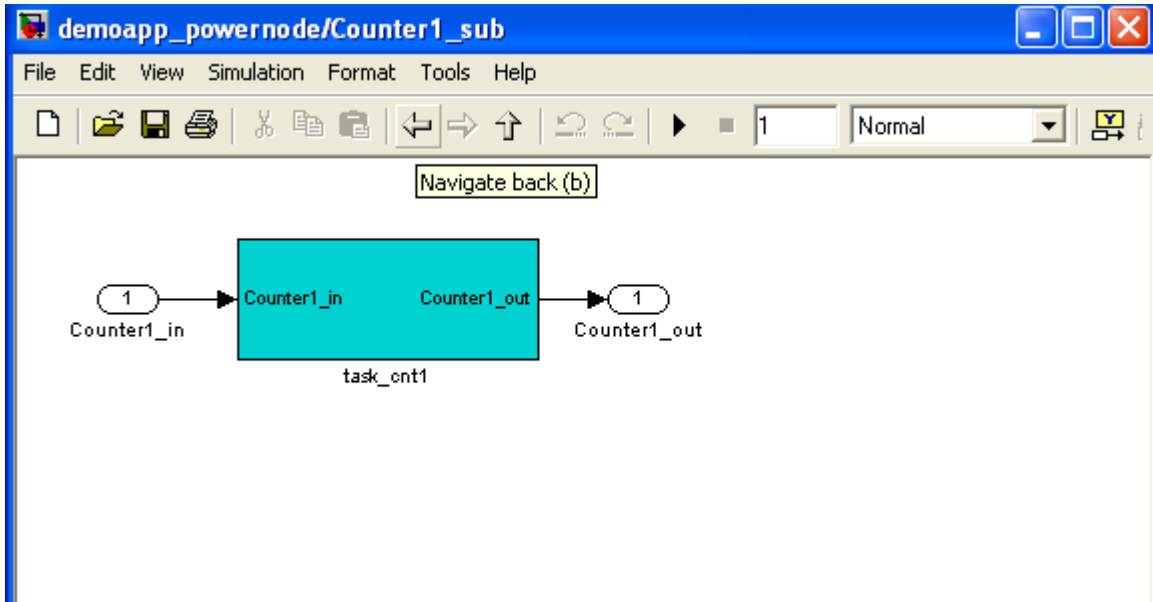 demoapp_powernode/Counter1_sub
File Edit View Simulation Format Tools Help
1 Normal
Navigate back (b)
Counter1_in Counter1_out
1 1
Counter1_in Counter1_out
task_cnt1